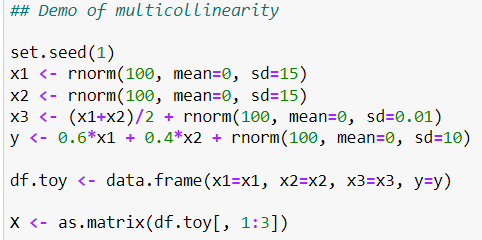 ## Demo of multicollinearity
set.seed(1)
x1 <- rnorm(100, mean=0, sd=15)
x2 <- rnorm(100, mean=0, sd=15)
x3 <- (x1+x2)/2 + rnorm(100, mean=0, sd=0.01)
y <- 0.6*x1 + 0.4*x2 + rnorm(100, mean=0, sd=10)
df.toy <- data.frame(x1=x1, x2=x2, x3=x3, y=y)
X <- as.matrix(df.toy[, 1:3])